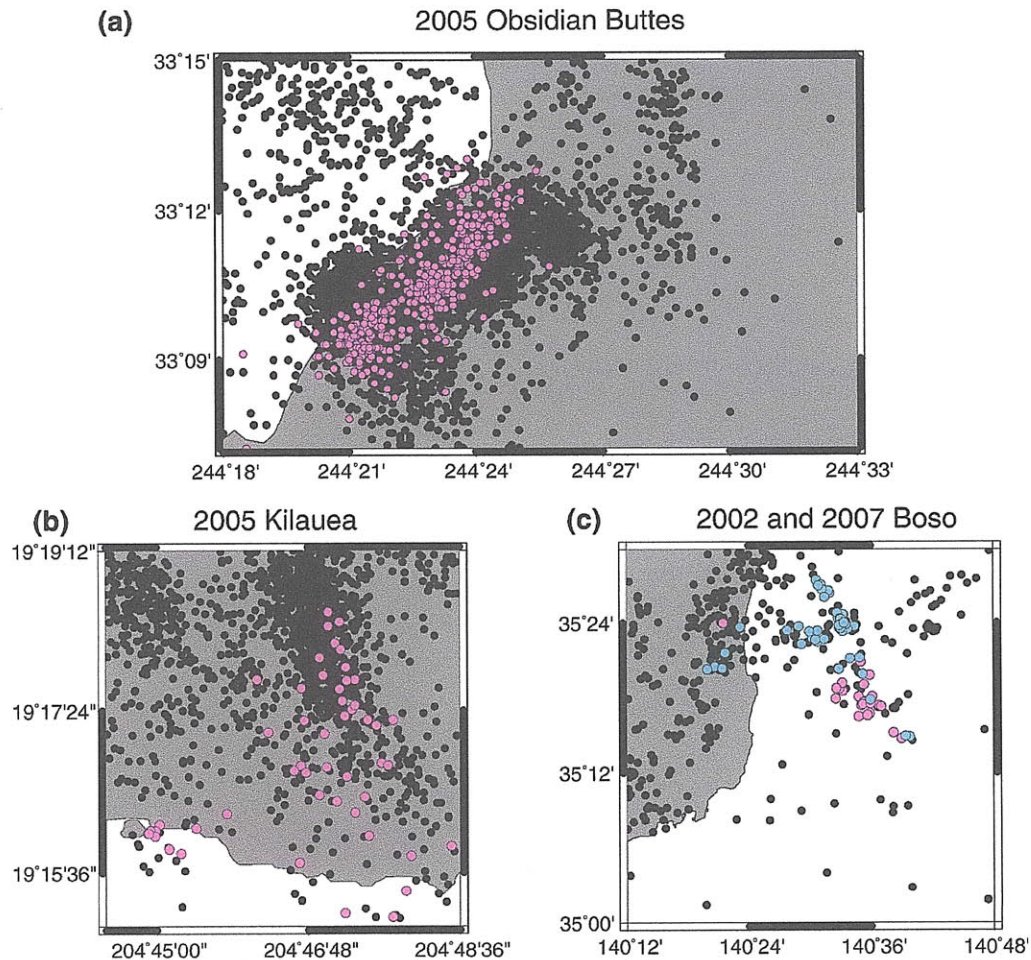 (a)
2005 Obsidian Buttes
33°15'
33°12'
33°09'
244°18' 244°21' 244°24' 244°27' 244°30' 244°33'
(b)
2005 Kilauea
19°19'12"
19°17'24"
19°15'36"
204°45'00" 204°46'48" 204°48'36"
(c)
2002 and 2007 Boso
35°24'
35°12'
35°00'
140°12' 140°24' 140°36' 140°48'